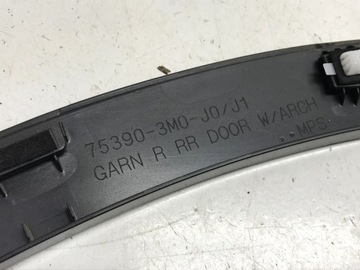 75390-3M0-J0/J1
GARN R RR DOOR W/ARCH
..MPS..